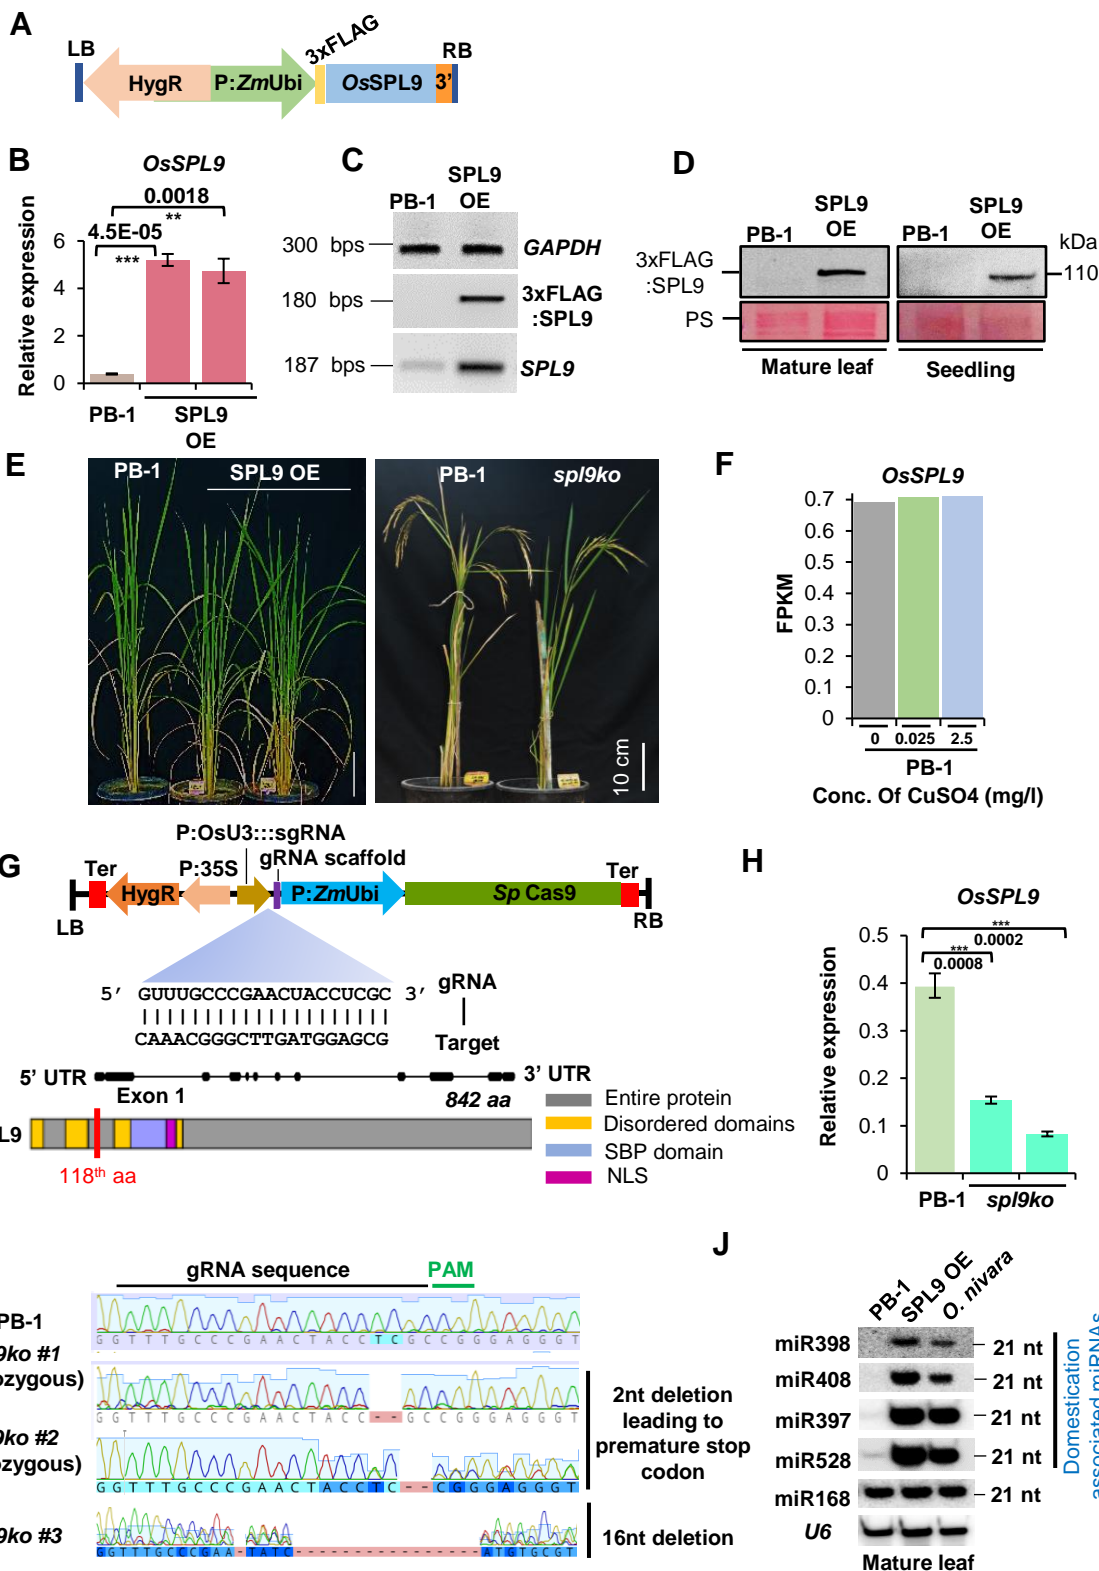 A
LB
HygR
P:ZmUbi
3xFLAG
OsSPL9
3'
RB
B
OsSPL9
0.0018
**
4.5E-05
***
Relative expression
6
4
2
0
PB-1
SPL9
OE
C
PB-1
SPL9
OE
300 bps
GAPDH
180 bps
3xFLAG
:SPL9
187 bps
SPL9
D
PB-1
SPL9
OE
PB-1
SPL9
OE
kDa
3xFLAG
:SPL9
110
PS
Mature leaf
Seedling
E
PB-1
SPL9 OE
PB-1
spl9ko
10 cm
F
OsSPL9
FPKM
0.7
0.6
0.5
0.4
0.3
0.2
0.1
0
0
0.025
2.5
PB-1
Conc. Of CuSO4 (mg/l)
G
P:OsU3:::sgRNA
Ter
P:35S
gRNA scaffold
Ter
HygR
P:ZmUbi
Sp Cas9
LB
RB
5′ GUUUGCCCGAACUACCUCGC 3′
gRNA
CAAACGGGCTTGATGGAGCG
Target
5' UTR
3' UTR
Exon 1
842 aa
L9
118th aa
Entire protein
Disordered domains
SBP domain
NLS
H
OsSPL9
***
0.0002
***
0.0008
Relative expression
0.5
0.4
0.3
0.2
0.1
0
PB-1
spl9ko
gRNA sequence
PAM
PB-1
GGTTTGCCCGAACTACCTCGCCGGGAGGGT
9ko #1
ozygous)
GGTTTGCCCGAACTACC--GCCGGGAGGGT
9ko #2
ozygous)
GGTTTGCCCGAACTACCTC--CGGGAGGGT
2nt deletion
leading to
premature stop
codon
9ko #3
GGTTTGCCCGAA-TATC----------------ATGTGCGT
16nt deletion
J
PB-1
SPL9 OE
O. nivara
miR398
21 nt
miR408
21 nt
miR397
21 nt
miR528
21 nt
miR168
21 nt
U6
Mature leaf
Domestication
associated miRNAs